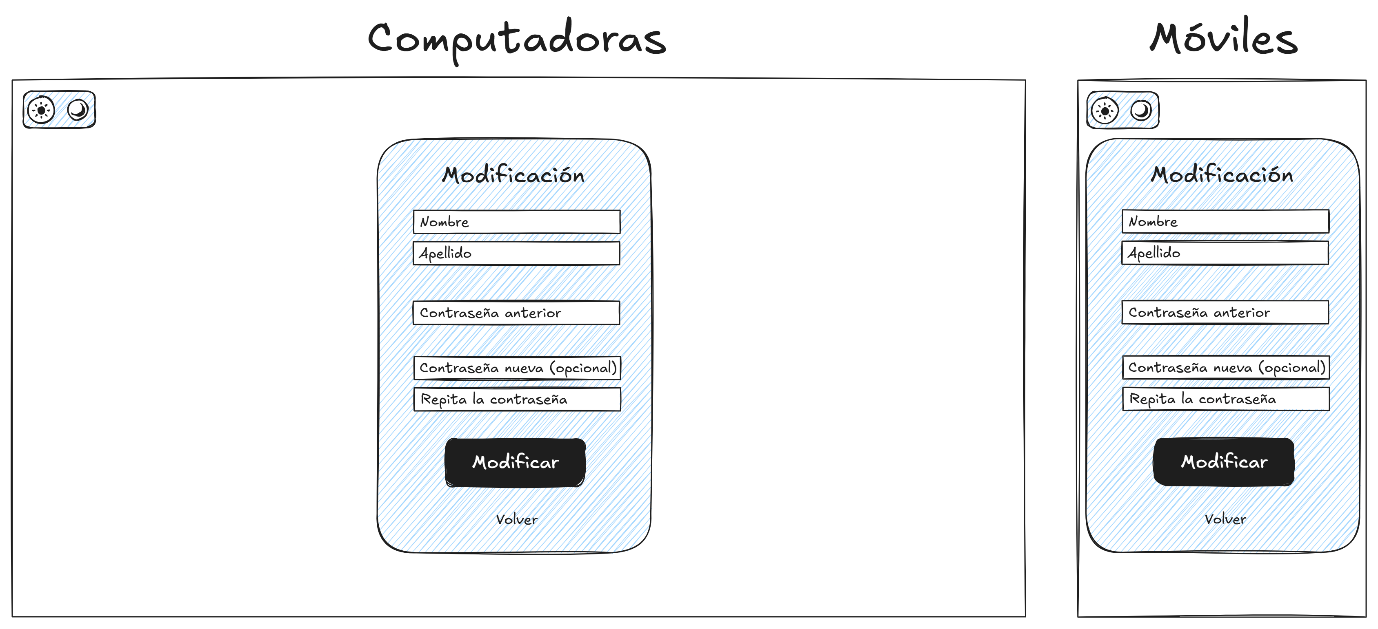 Computadoras
Modificación
Nombre
Apellido
Contraseña anterior
Contraseña nueva (opcional)
Repita la contraseña
Modificar
Volver
Móviles
Modificación
Nombre
Apellido
Contraseña anterior
Contraseña nueva (opcional)
Repita la contraseña
Modificar
Volver